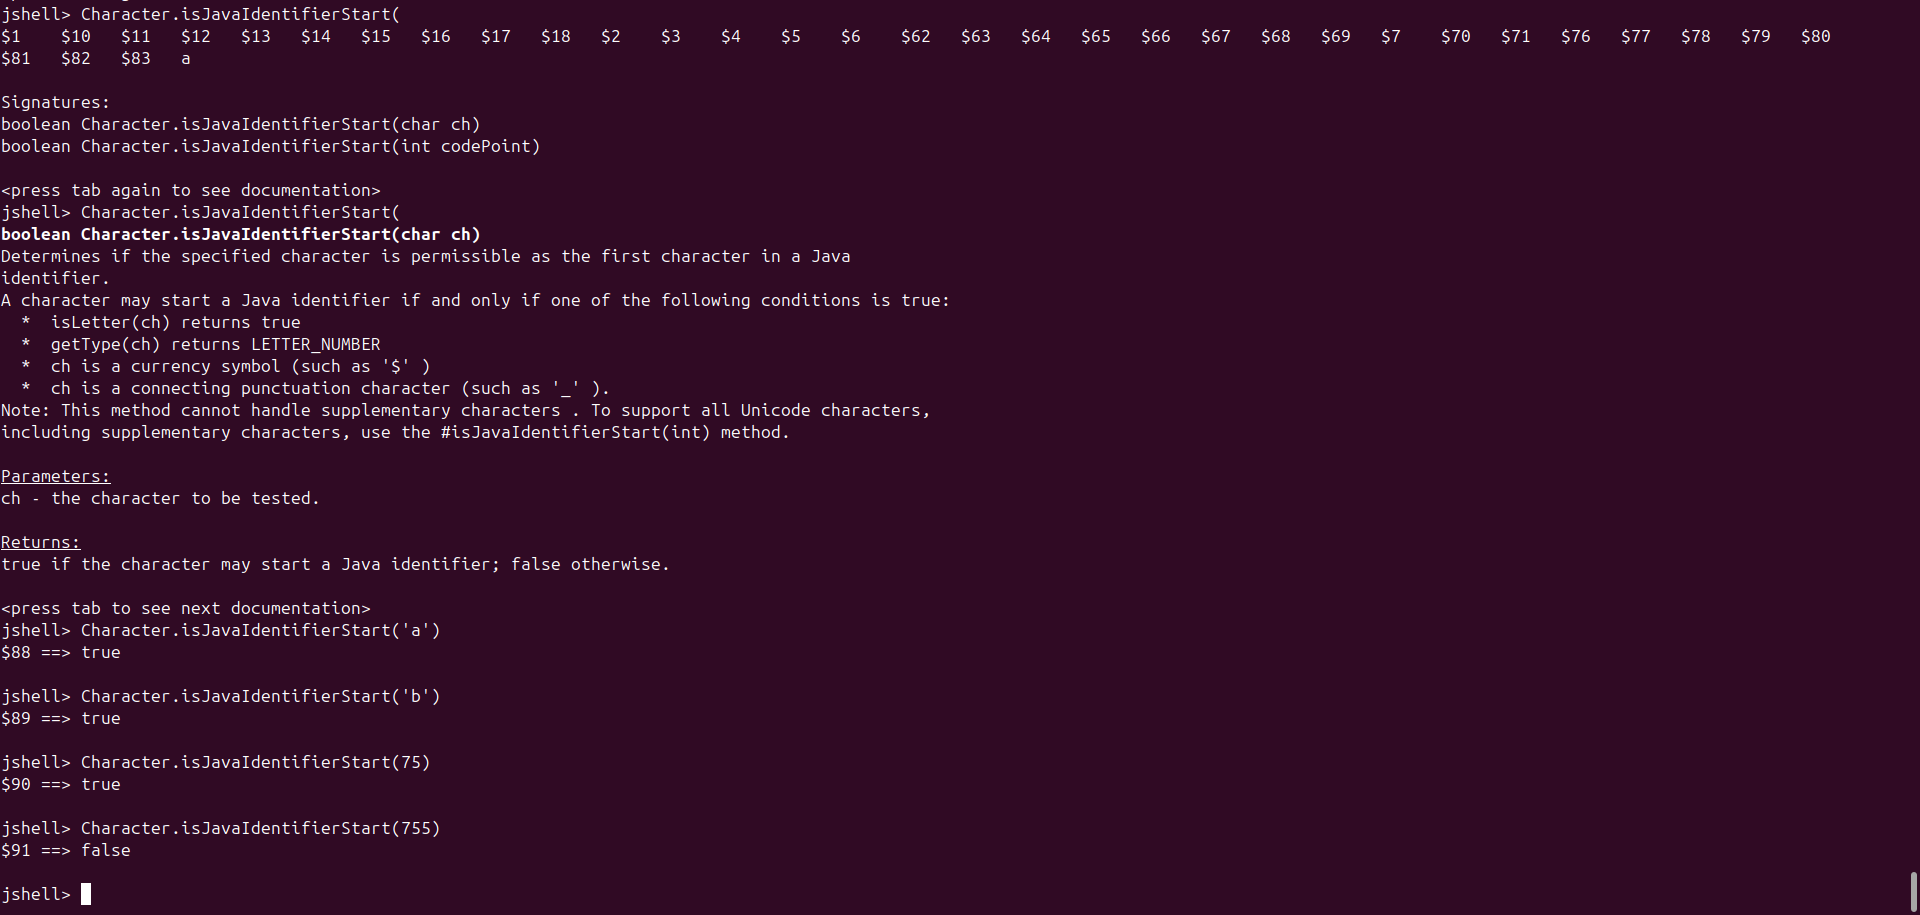 jshell> Character.isJavaIdentifierStart(
$1    $10   $11   $12   $13   $14   $15   $16   $17   $18   $2    $3    $4    $5    $6    $62   $63   $64   $65   $66   $67   $68   $69   $7    $70   $71   $76   $77   $78   $79   $80
$81   $82   $83   a

Signatures:
boolean Character.isJavaIdentifierStart(char ch)
boolean Character.isJavaIdentifierStart(int codePoint)

<press tab again to see documentation>
jshell> Character.isJavaIdentifierStart(
boolean Character.isJavaIdentifierStart(char ch)
Determines if the specified character is permissible as the first character in a Java
identifier.
A character may start a Java identifier if and only if one of the following conditions is true:
  *  isLetter(ch) returns true
  *  getType(ch) returns LETTER_NUMBER
  *  ch is a currency symbol (such as '$' )
  *  ch is a connecting punctuation character (such as '_' ).
Note: This method cannot handle supplementary characters . To support all Unicode characters,
including supplementary characters, use the #isJavaIdentifierStart(int) method.

Parameters:
ch - the character to be tested.

Returns:
true if the character may start a Java identifier; false otherwise.

<press tab to see next documentation>
jshell> Character.isJavaIdentifierStart('a')
$88 ==> true

jshell> Character.isJavaIdentifierStart('b')
$89 ==> true

jshell> Character.isJavaIdentifierStart(75)
$90 ==> true

jshell> Character.isJavaIdentifierStart(755)
$91 ==> false

jshell>